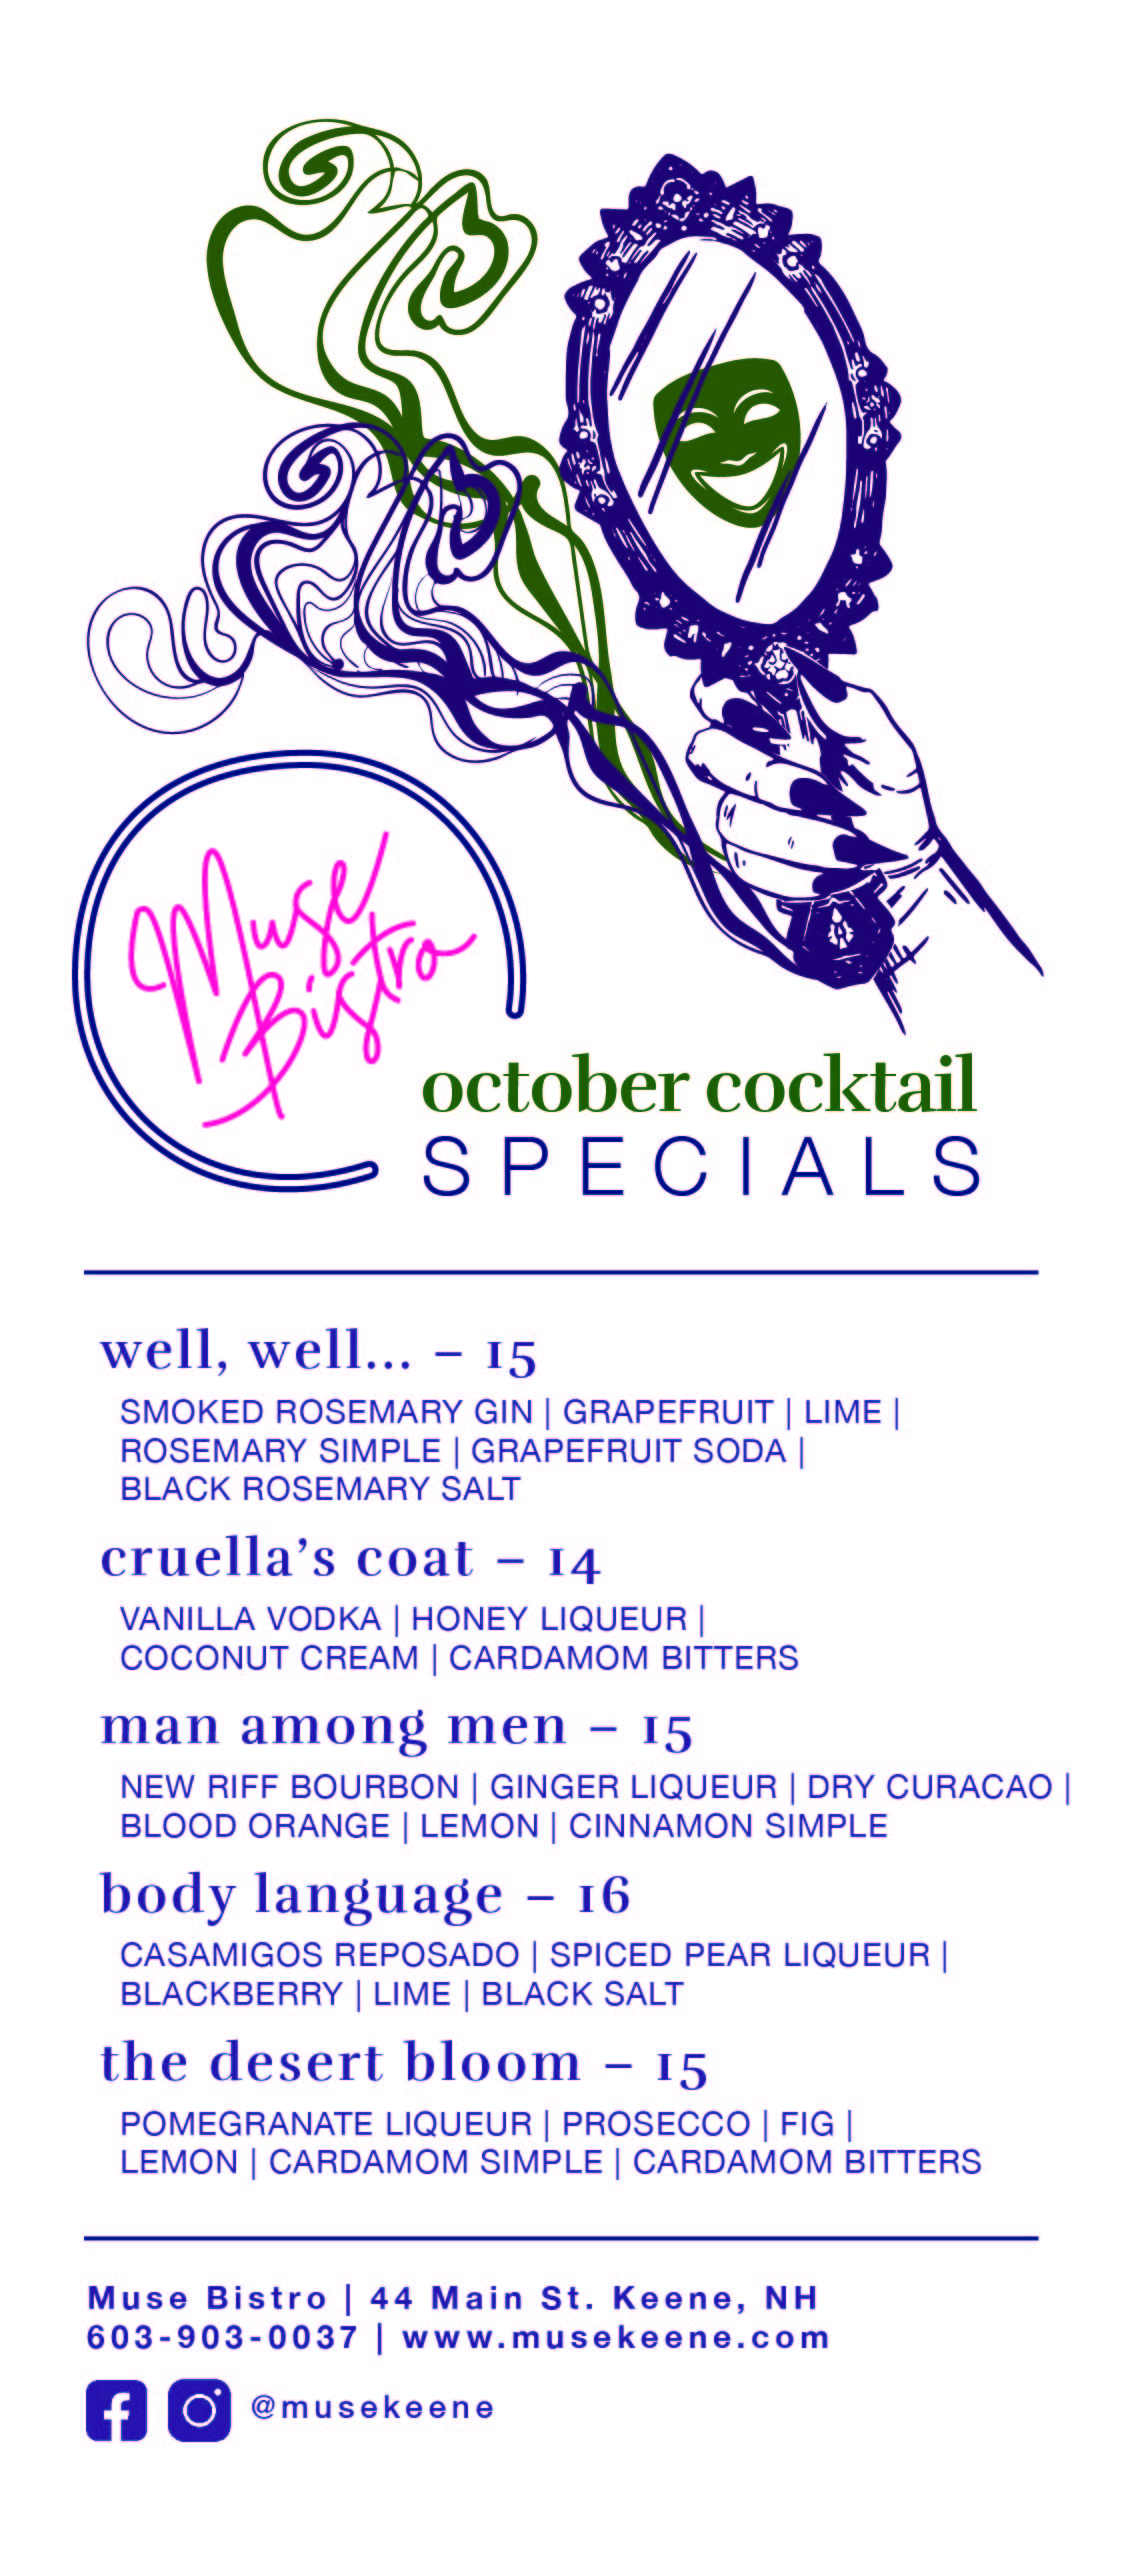 Muse
Bistro
october cocktail
SPECIALS
well, well... – 15
SMOKED ROSEMARY GIN | GRAPEFRUIT | LIME |
ROSEMARY SIMPLE | GRAPEFRUIT SODA |
BLACK ROSEMARY SALT
cruella’s coat – 14
VANILLA VODKA | HONEY LIQUEUR |
COCONUT CREAM | CARDAMOM BITTERS
man among men – 15
NEW RIFF BOURBON | GINGER LIQUEUR | DRY CURACAO |
BLOOD ORANGE | LEMON | CINNAMON SIMPLE
body language – 16
CASAMIGOS REPOSADO | SPICED PEAR LIQUEUR |
BLACKBERRY | LIME | BLACK SALT
the desert bloom – 15
POMEGRANATE LIQUEUR | PROSECCO | FIG |
LEMON | CARDAMOM SIMPLE | CARDAMOM BITTERS
Muse Bistro | 44 Main St. Keene, NH
603-903-0037 | www.musekeene.com
@musekeene